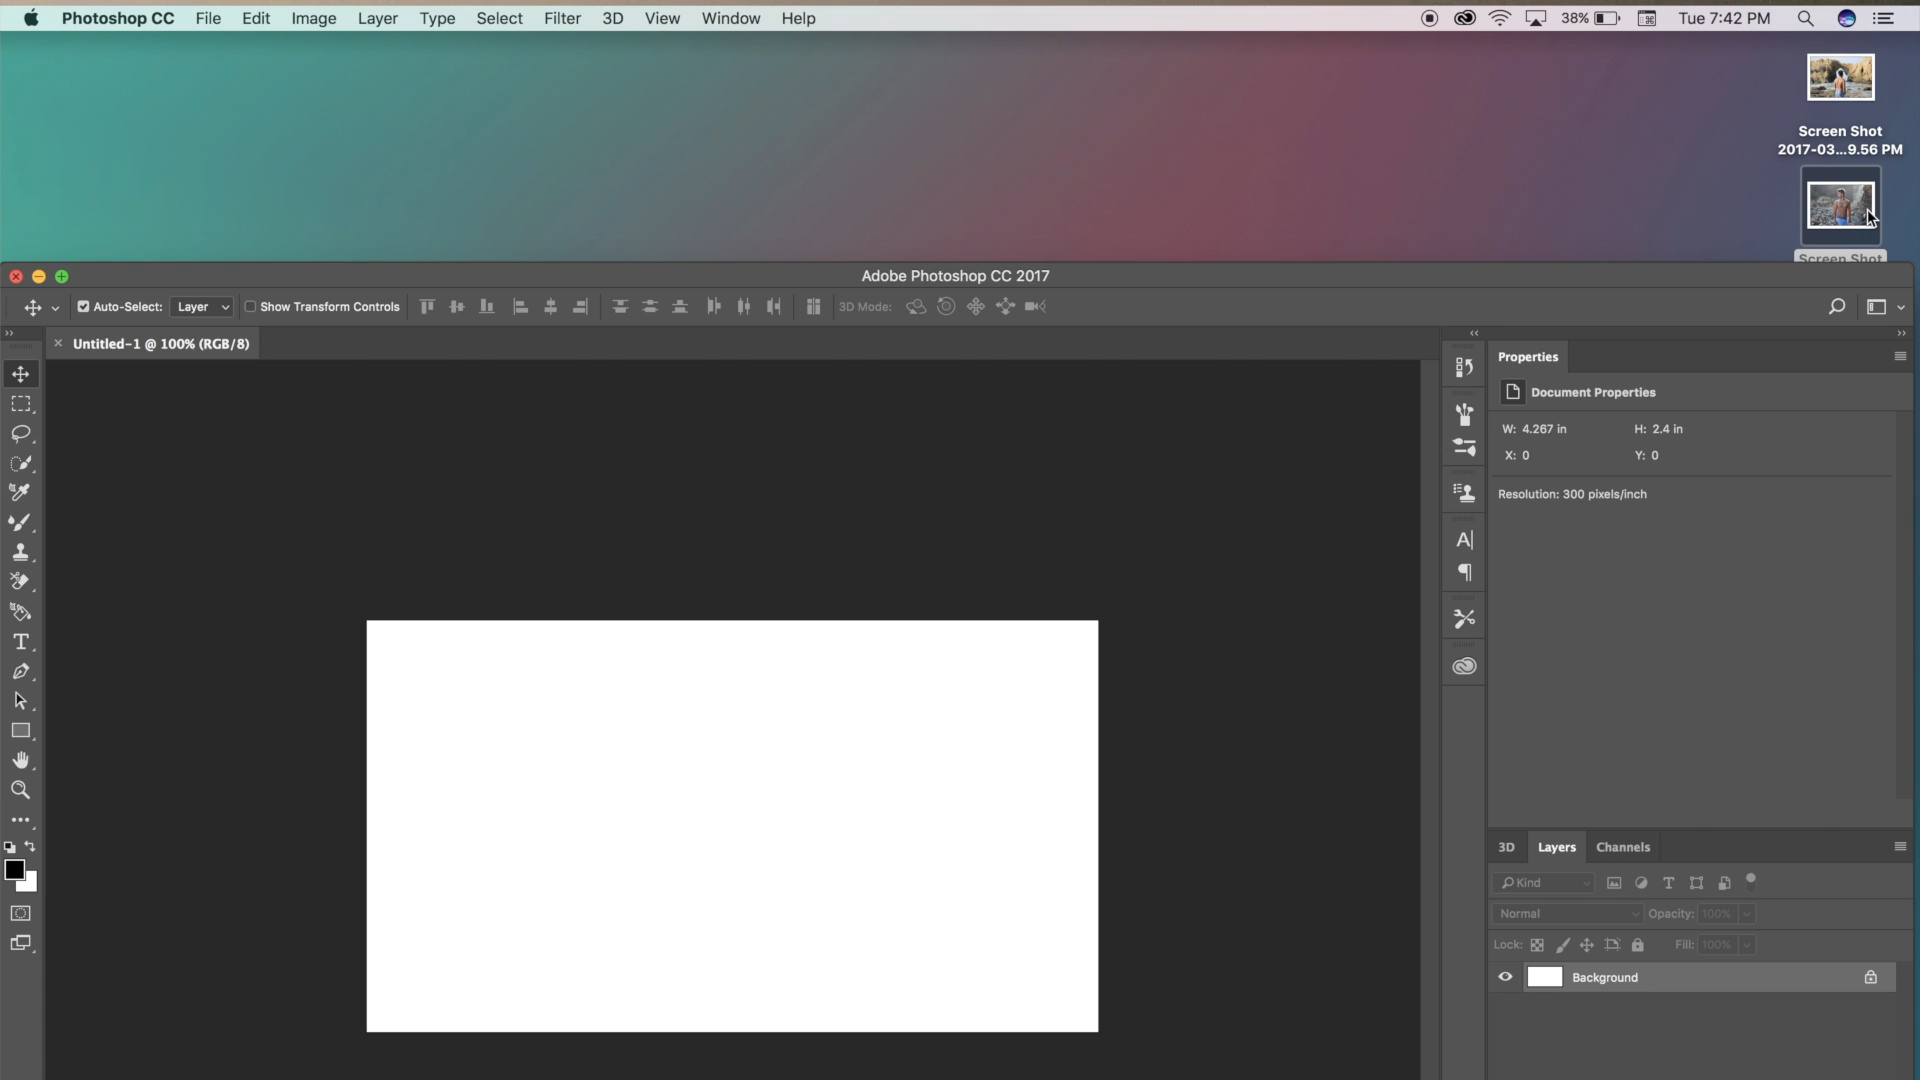 Photoshop CC File Edit Image Layer Type Select Filter 3D View Window Help 38% Tue 7:42 PM
Screen Shot
2017-03...9.56 PM
Screen Shot
Adobe Photoshop CC 2017
Auto-Select: Layer Show Transform Controls 3D Mode:
Untitled-1 @ 100% (RGB/8)
Properties
Document Properties
W: 4.267 in H: 2.4 in
X: 0 Y: 0
Resolution: 300 pixels/inch
3D Layers Channels
Kind
Normal Opacity: 100%
Lock: Fill: 100%
Background